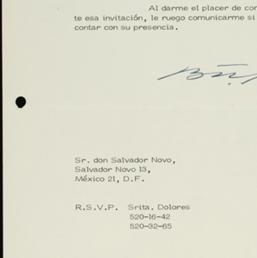 Al darme el placer de con
te esa invitación, le ruego comunicarme si
contar con su presencia.
Sr. don Salvador Novo,
Salvador Novo 13,
México 21, D.F.
R.S.V.P. Srita. Dolores
520-16-42
520-32-65